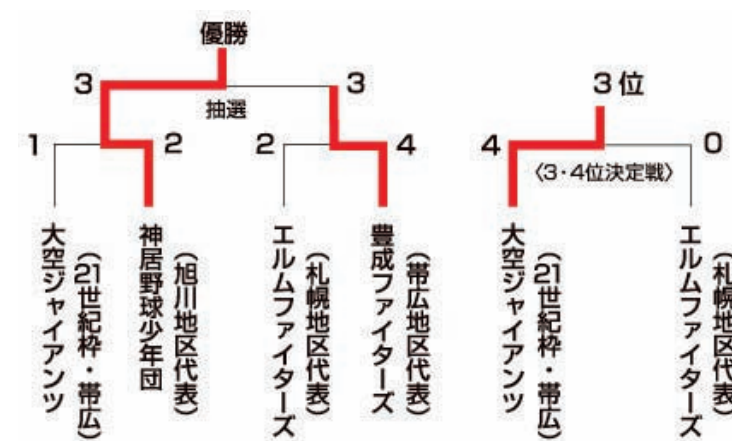 優勝
3
3
抽選
1
2
2
4
大空ジャイアンツ
(21世紀枠・帯広)
神居野球少年団
(旭川地区代表)
エルムファイターズ
(札幌地区代表)
豊成ファイターズ
(帯広地区代表)
3位
4
0
〈3・4位決定戦〉
大空ジャイアンツ
(21世紀枠・帯広)
エルムファイターズ
(札幌地区代表)